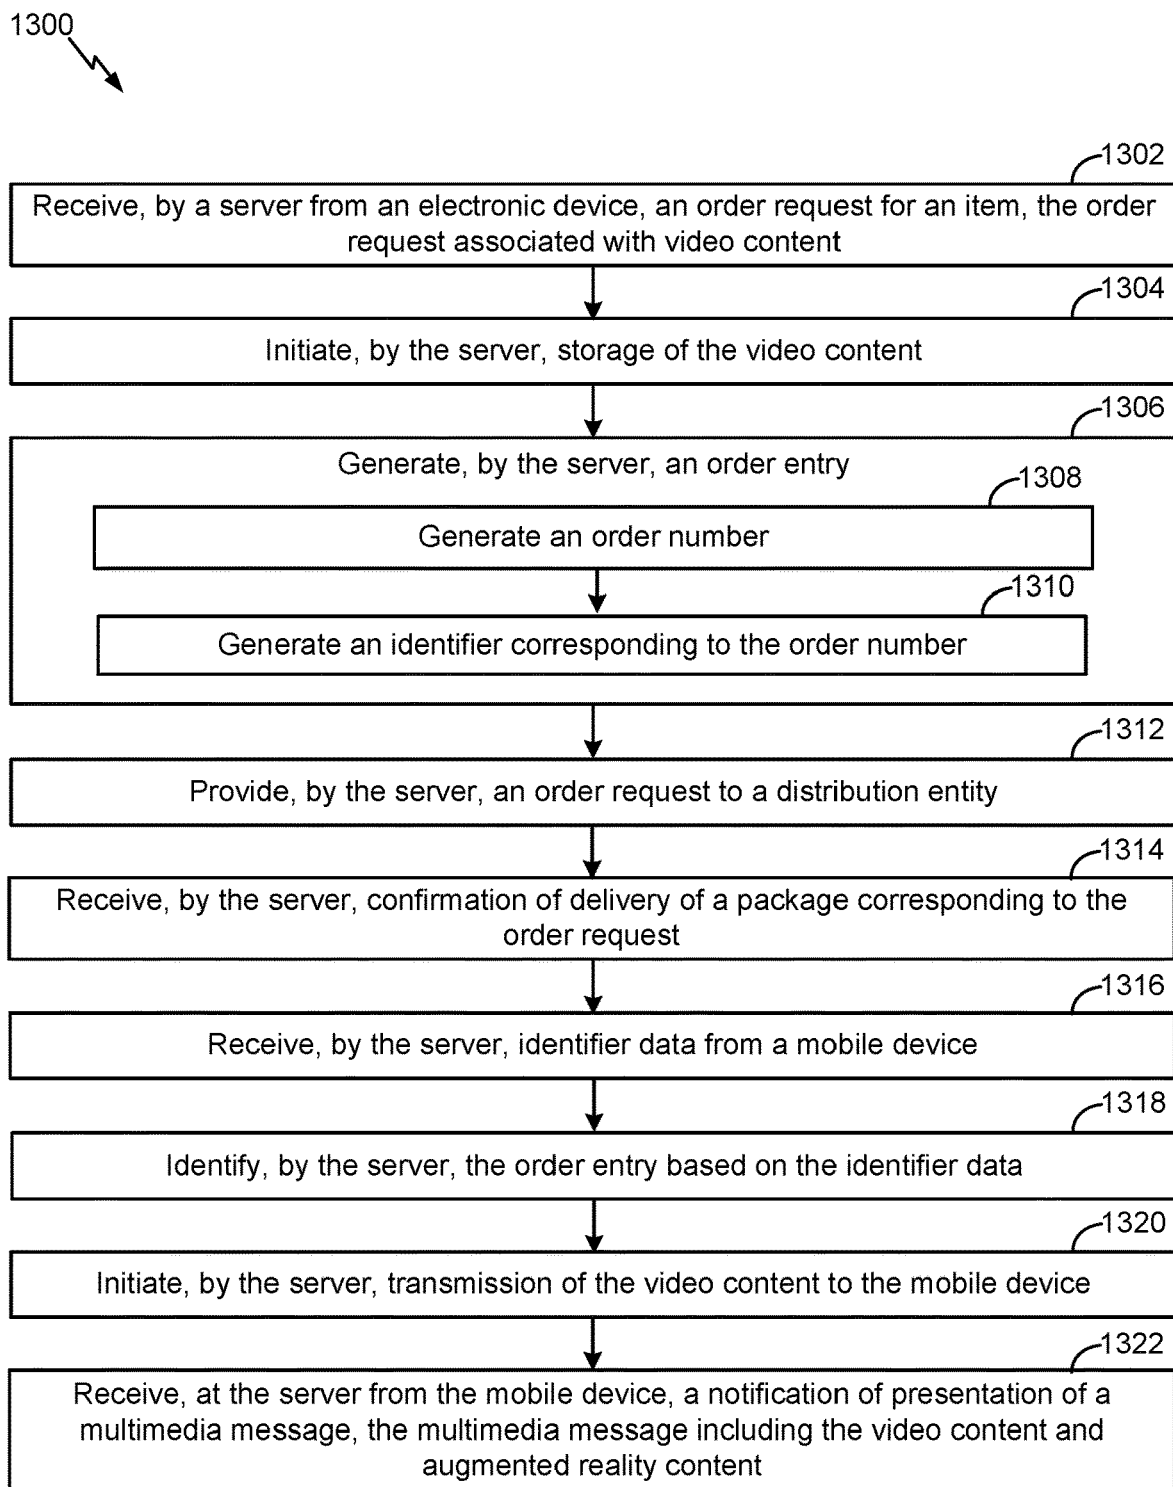 1300
1302
Receive, by a server from an electronic device, an order request for an item, the order
request associated with video content
1304
Initiate, by the server, storage of the video content
1306
Generate, by the server, an order entry
1308
Generate an order number
1310
Generate an identifier corresponding to the order number
1312
Provide, by the server, an order request to a distribution entity
1314
Receive, by the server, confirmation of delivery of a package corresponding to the
order request
1316
Receive, by the server, identifier data from a mobile device
1318
Identify, by the server, the order entry based on the identifier data
1320
Initiate, by the server, transmission of the video content to the mobile device
1322
Receive, at the server from the mobile device, a notification of presentation of a
multimedia message, the multimedia message including the video content and
augmented reality content